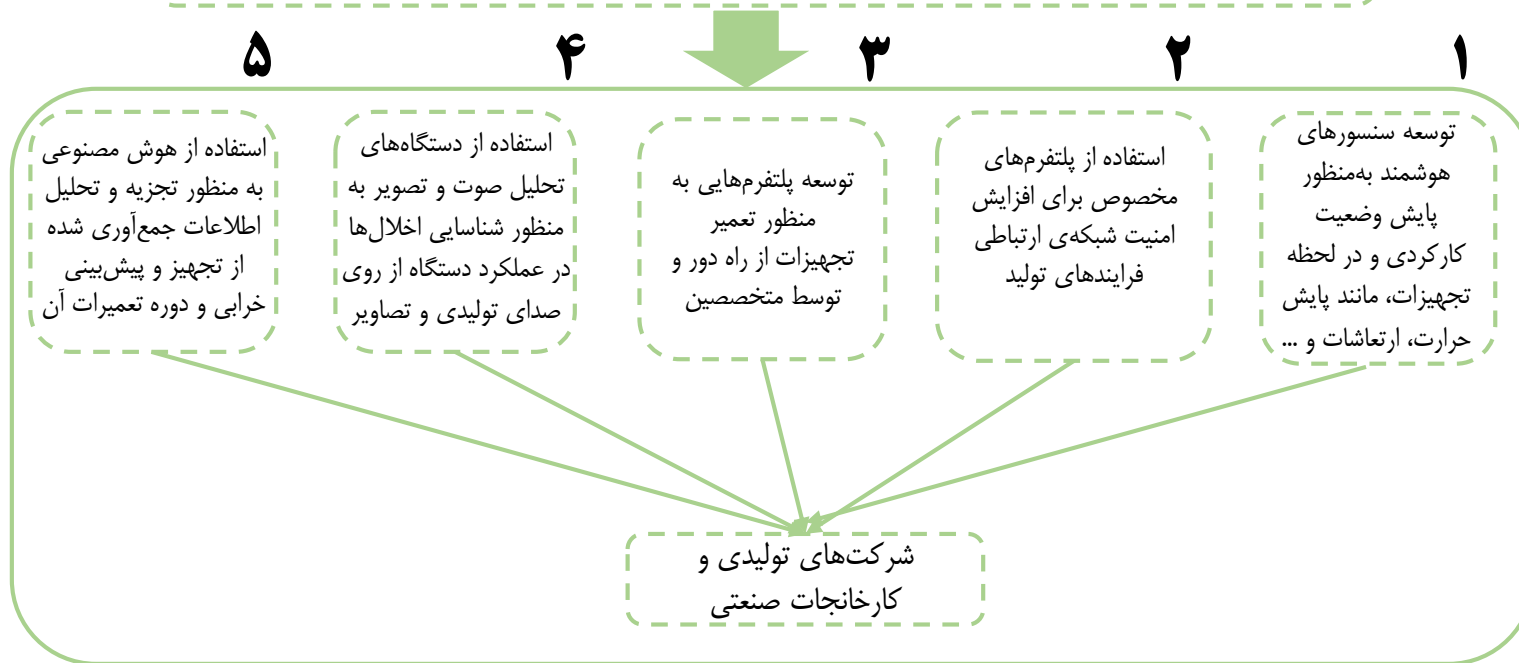 ۱
۲
۳
۴
۵
توسعه سنسورهای
هوشمند به‌منظور
پایش وضعیت
کارکردی و در لحظه
تجهیزات، مانند پایش
حرارت، ارتعاشات و ...
استفاده از پلتفرم‌های
مخصوص برای افزایش
امنیت شبکه‌ی ارتباطی
فرایندهای تولید
توسعه پلتفرم‌هایی به
منظور تعمیر
تجهیزات از راه دور و
توسط متخصصین
استفاده از دستگاه‌های
تحلیل صوت و تصویر به
منظور شناسایی اخلال‌ها
در عملکرد دستگاه از روی
صدای تولیدی و تصاویر
استفاده از هوش مصنوعی
به منظور تجزیه و تحلیل
اطلاعات جمع‌آوری شده
از تجهیز و پیش‌بینی
خرابی و دوره تعمیرات آن
شرکت‌های تولیدی و
کارخانجات صنعتی